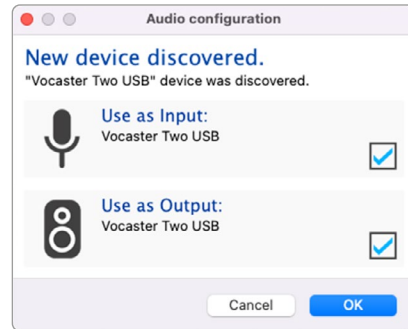 Audio configuration
New device discovered.
"Vocaster Two USB" device was discovered.
Use as Input:
Vocaster Two USB
Use as Output:
Vocaster Two USB
Cancel
OK